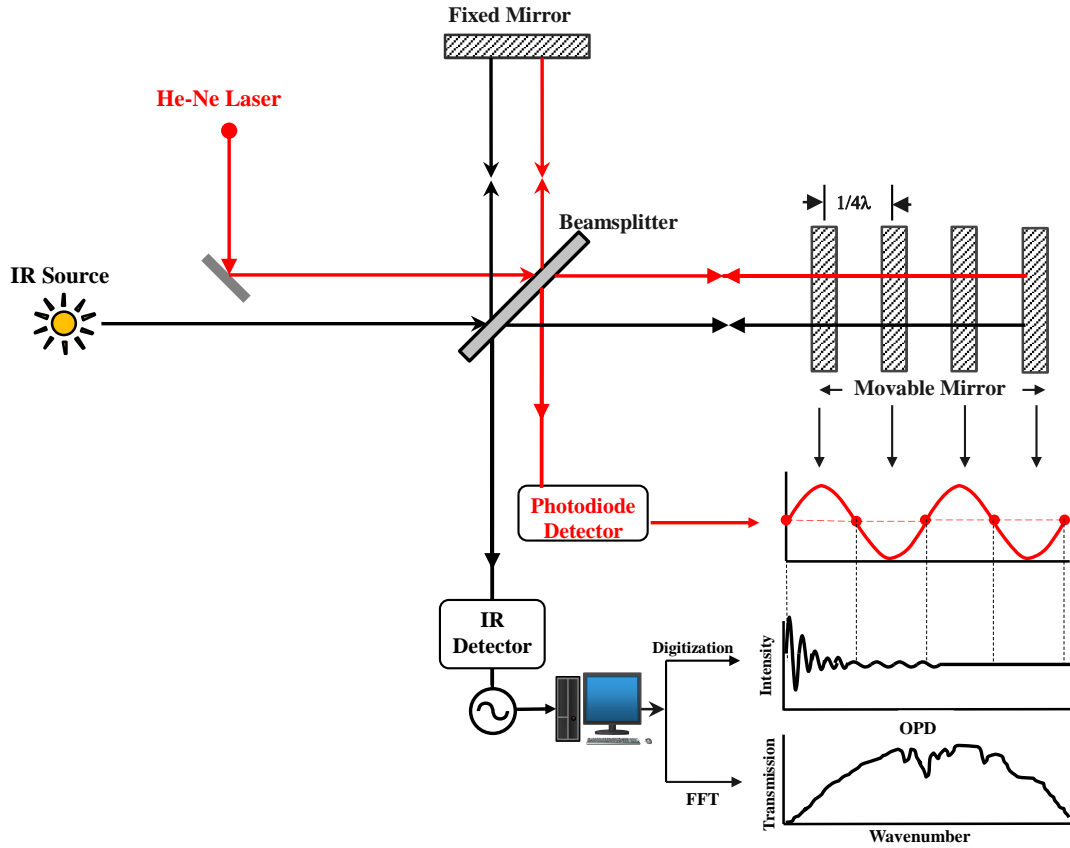 Fixed Mirror
He-Ne Laser
1/4λ
Beamsplitter
IR Source
Movable Mirror
Photodiode
Detector
IR
Detector
Digitization
Intensity
OPD
FFT
Transmission
Wavenumber